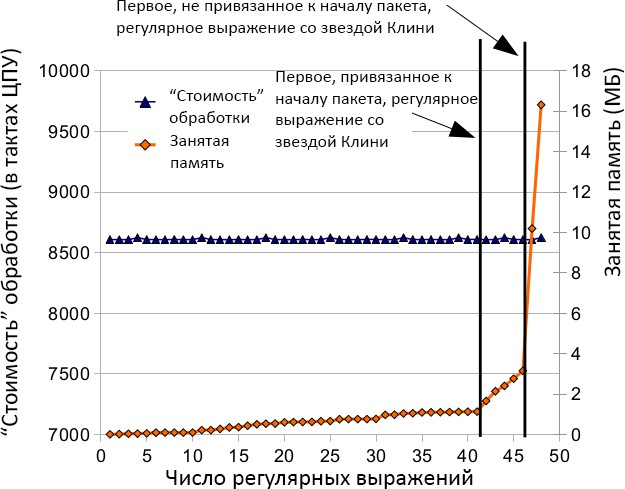 Первое, не привязанное к началу пакета,
регулярное выражение со звездой Клини
Первое, привязанное к
началу пакета, регулярное
выражение со
звездой Клини
“Стоимость”
обработки
Занятая
память
“Стоимость” обработки (в тактах ЦПУ)
10000
9500
9000
8500
8000
7500
7000
18
16
14
12
10
8
6
4
2
0
Занятая память (МБ)
0 5 10 15 20 25 30 35 40 45 50
Число регулярных выражений